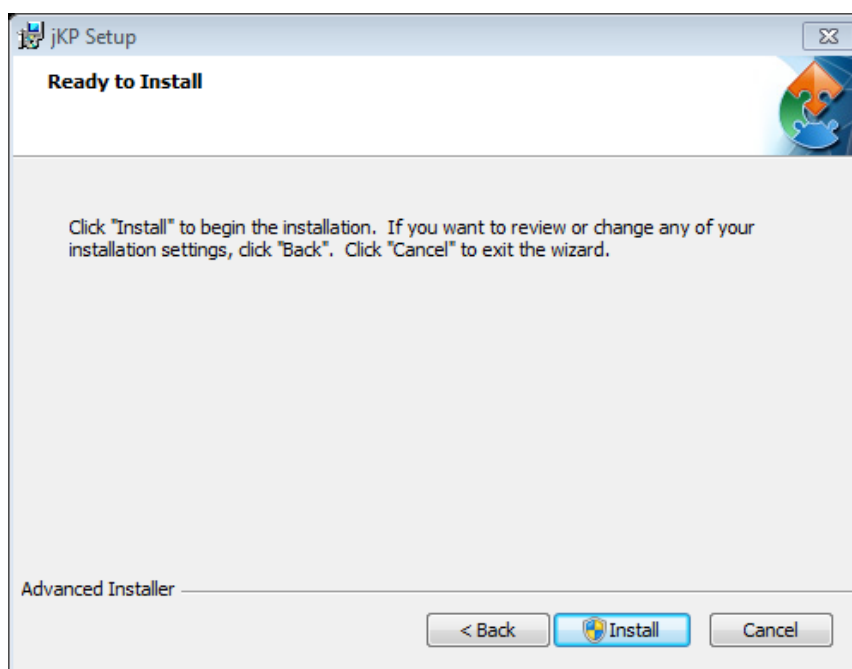 jKP Setup
Ready to Install
Click "Install" to begin the installation.  If you want to review or change any of your
installation settings, click "Back".  Click "Cancel" to exit the wizard.
Advanced Installer
< Back
Install
Cancel